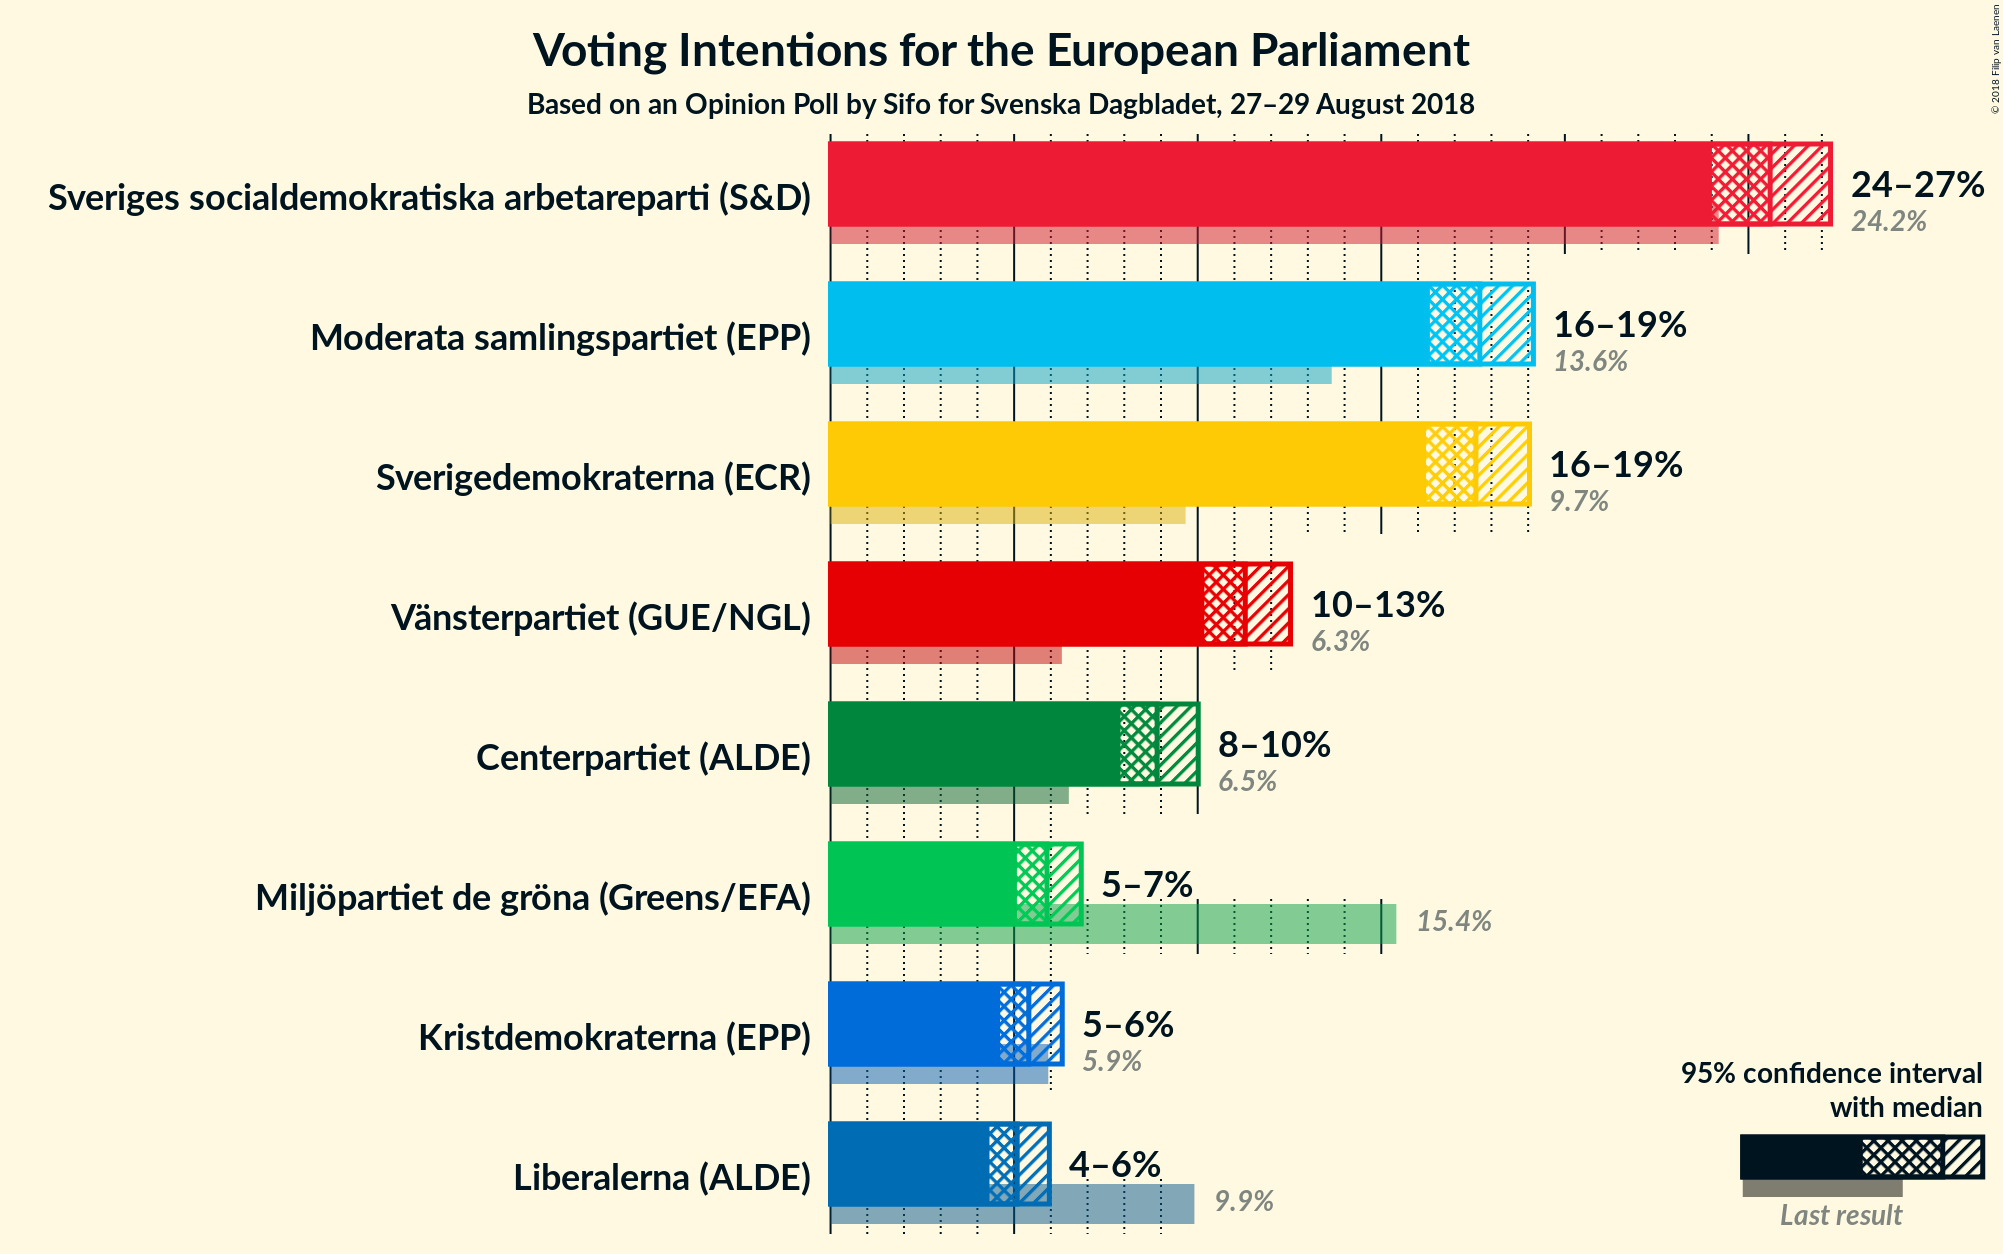 Voting Intentions for the European Parliament
Based on an Opinion Poll by Sifo for Svenska Dagbladet, 27–29 August 2018
© 2018 Filip van Laenen
Sveriges socialdemokratiska arbetareparti (S&D)
24–27%
24.2%
Moderata samlingspartiet (EPP)
16–19%
13.6%
Sverigedemokraterna (ECR)
16–19%
9.7%
Vänsterpartiet (GUE/NGL)
10–13%
6.3%
Centerpartiet (ALDE)
8–10%
6.5%
Miljöpartiet de gröna (Greens/EFA)
5–7%
15.4%
Kristdemokraterna (EPP)
5–6%
5.9%
Liberalerna (ALDE)
4–6%
9.9%
95% confidence interval
with median
Last result